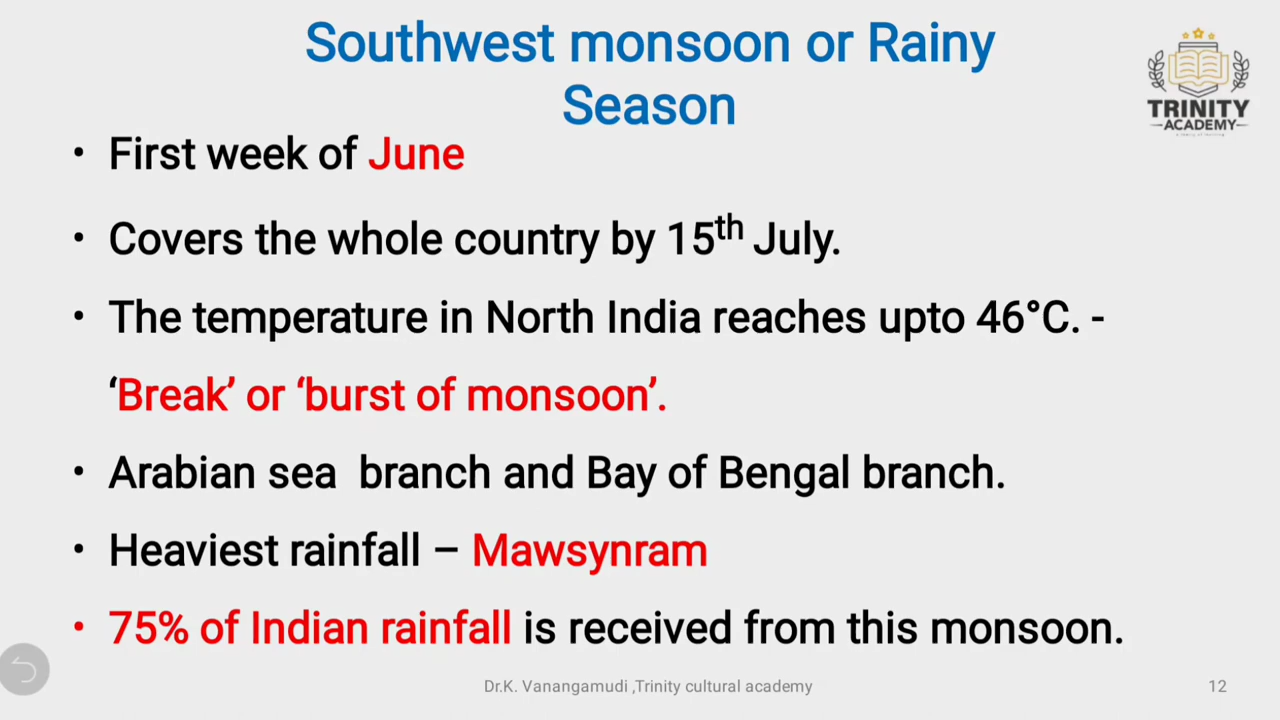 Southwest monsoon or Rainy
Season
TRINITY
ACADEMY
• First week of June
• Covers the whole country by 15th July.
• The temperature in North India reaches upto 46°C. -
‘Break’ or ‘burst of monsoon’.
• Arabian sea branch and Bay of Bengal branch.
• Heaviest rainfall – Mawsynram
• 75% of Indian rainfall is received from this monsoon.
Dr.K. Vanangamudi ,Trinity cultural academy
12